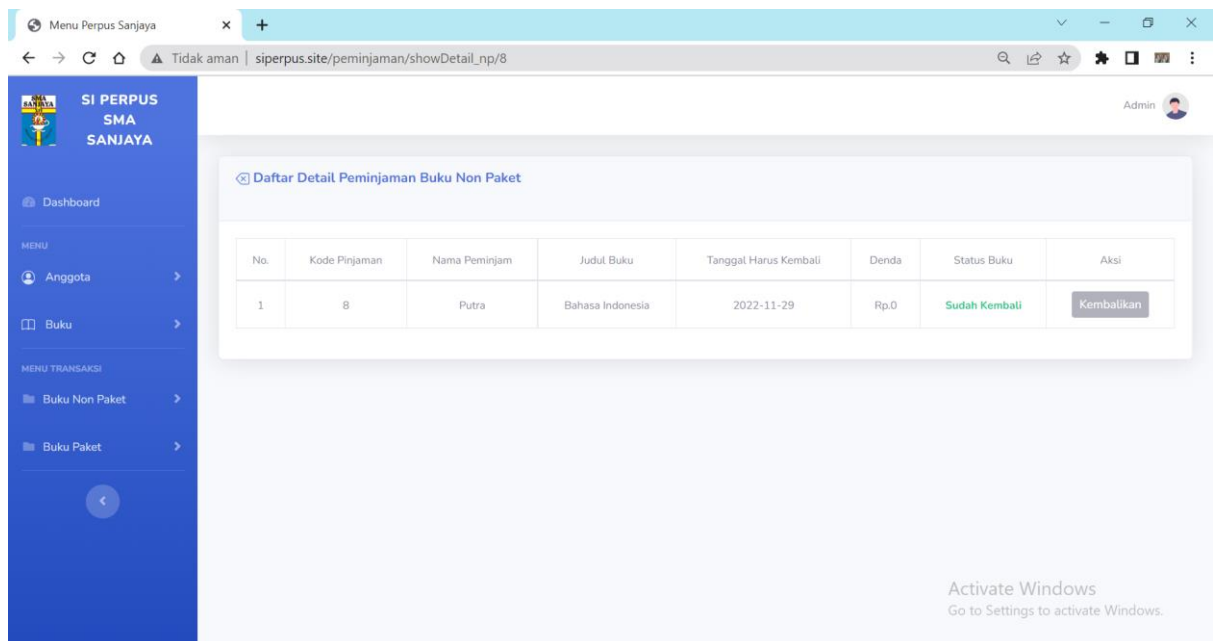 Menu Perpus Sanjaya
Tidak aman | siperpus.site/peminjaman/showDetail_np/8
SMA
SANJAYA
SI PERPUS
SMA
SANJAYA
Admin
Dashboard
MENU
Anggota
Buku
MENU TRANSAKSI
Buku Non Paket
Buku Paket
Daftar Detail Peminjaman Buku Non Paket
No. Kode Pinjaman Nama Peminjam Judul Buku Tanggal Harus Kembali Denda Status Buku Aksi
1 8 Putra Bahasa Indonesia 2022-11-29 Rp.0 Sudah Kembali Kembalikan
Activate Windows
Go to Settings to activate Windows.